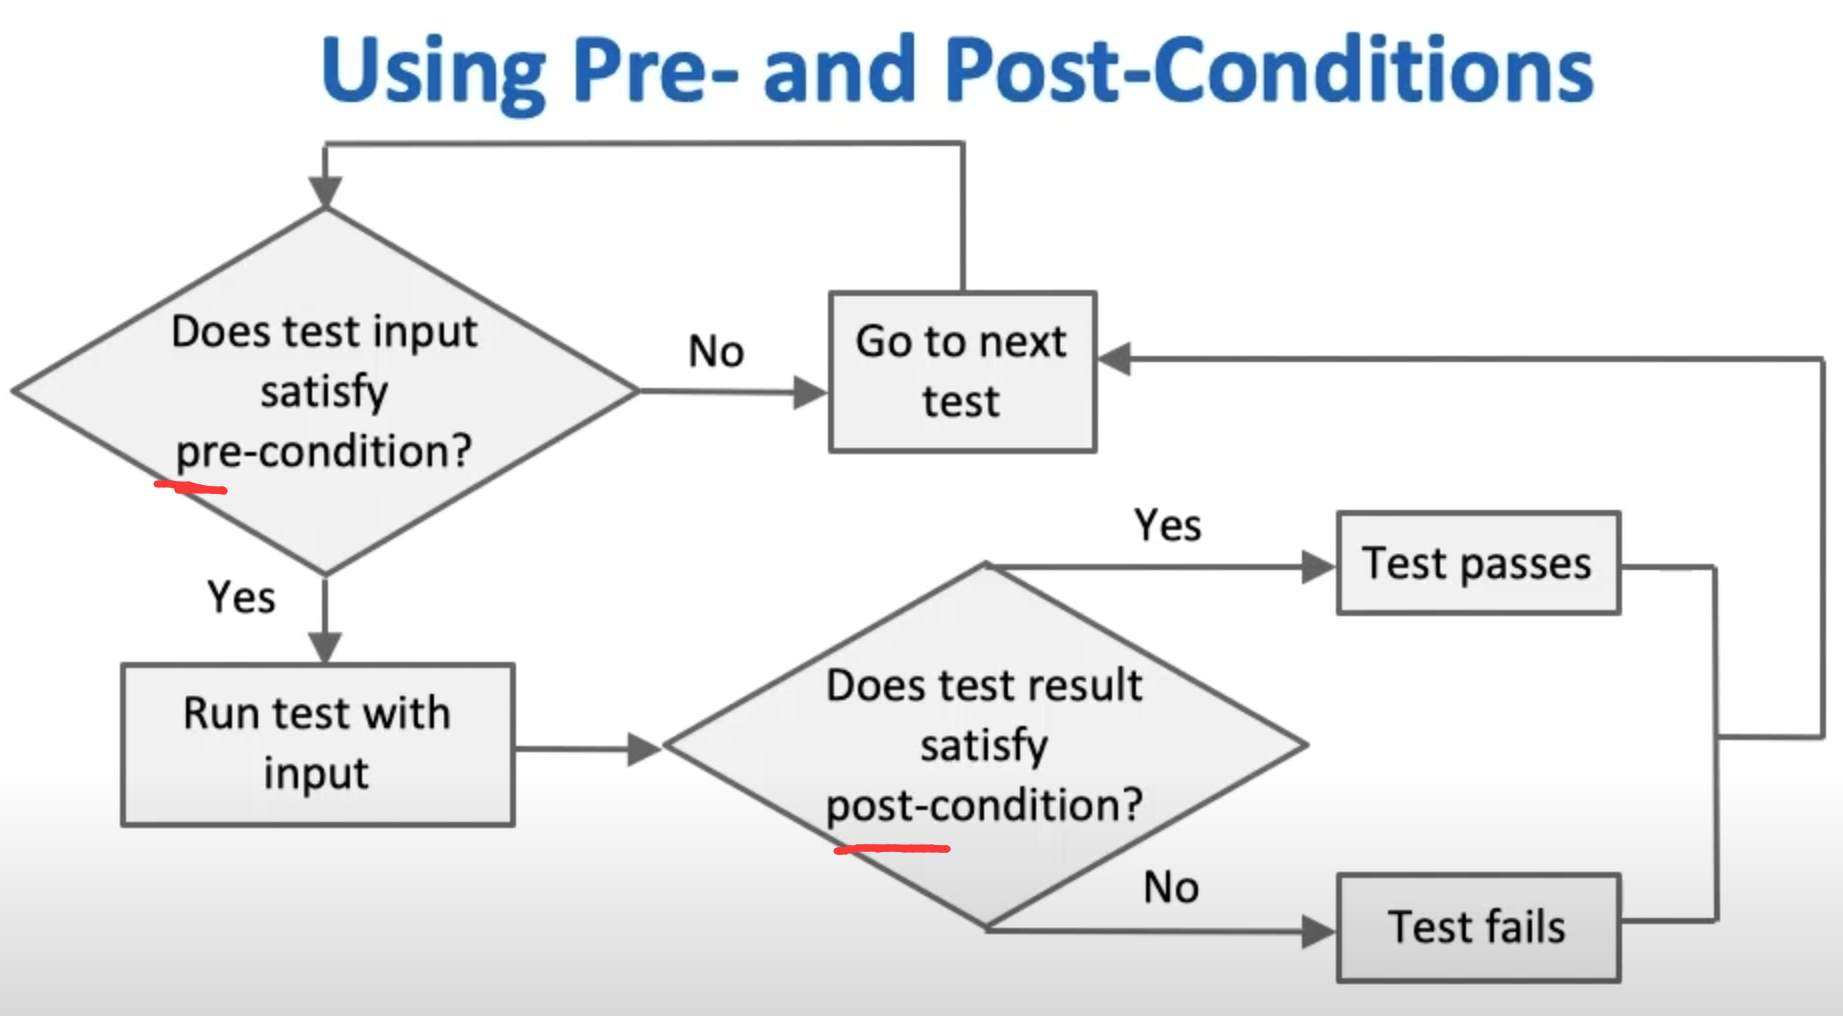 Using Pre- and Post-Conditions
Does test input
satisfy
pre-condition?
No
Go to next
test
Yes
Run test with
input
Does test result
satisfy
post-condition?
Yes
Test passes
No
Test fails